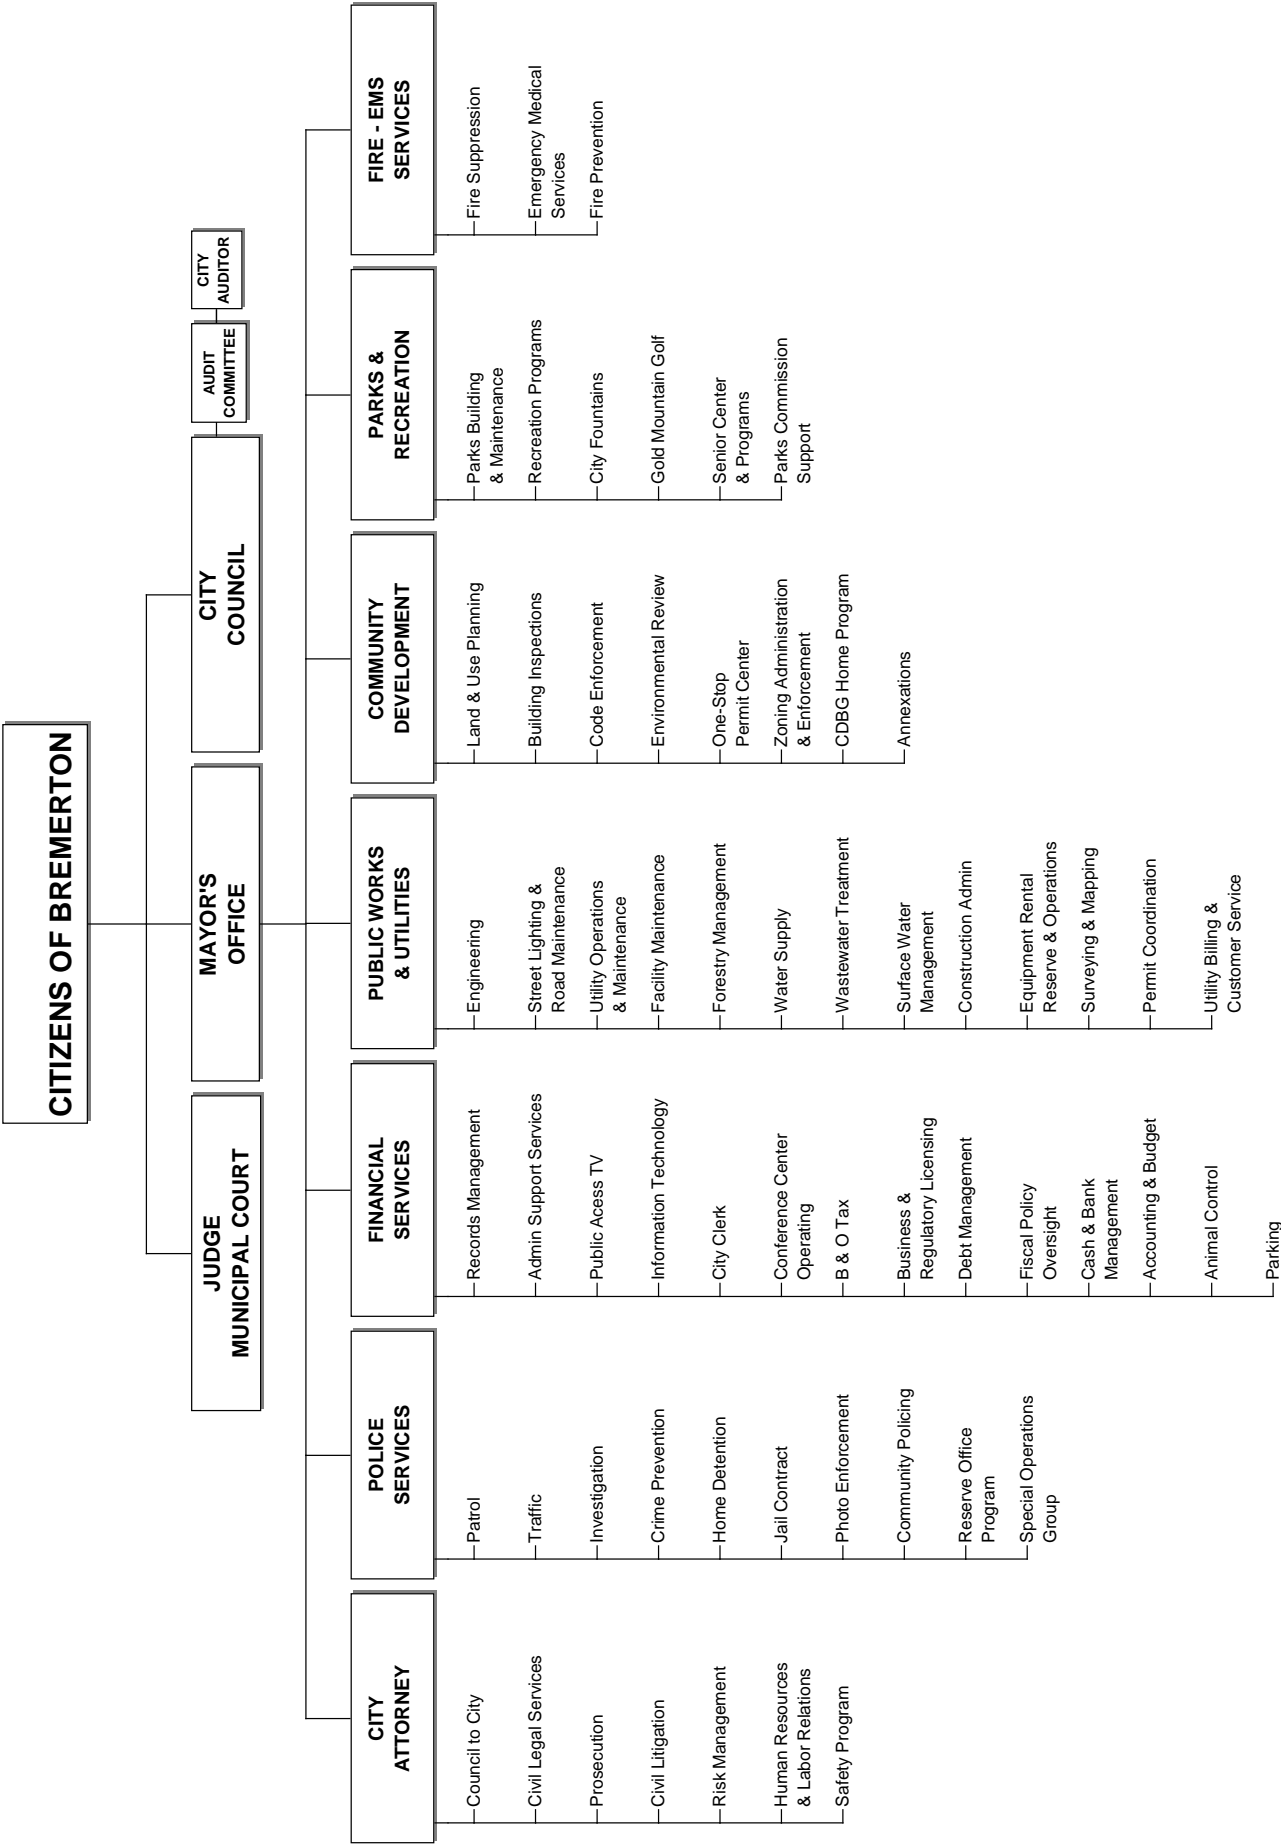 CITIZENS OF BREMERTON
JUDGE
MUNICIPAL COURT
MAYOR'S
OFFICE
CITY
COUNCIL
AUDIT
COMMITTEE
CITY
AUDITOR
CITY
ATTORNEY
Council to City
Civil Legal Services
Prosecution
Civil Litigation
Risk Management
Human Resources
& Labor Relations
Safety Program
POLICE
SERVICES
Patrol
Traffic
Investigation
Crime Prevention
Home Detention
Jail Contract
Photo Enforcement
Community Policing
Reserve Office
Program
Special Operations
Group
FINANCIAL
SERVICES
Records Management
Admin Support Services
Public Acess TV
Information Technology
City Clerk
Conference Center
Operating
B & O Tax
Business &
Regulatory Licensing
Debt Management
Fiscal Policy
Oversight
Cash & Bank
Management
Accounting & Budget
Animal Control
Parking
PUBLIC WORKS
& UTILITIES
Engineering
Street Lighting &
Road Maintenance
Utility Operations
& Maintenance
Facility Maintenance
Forestry Management
Water Supply
Wastewater Treatment
Surface Water
Management
Construction Admin
Equipment Rental
Reserve & Operations
Surveying & Mapping
Permit Coordination
Utility Billing &
Customer Service
COMMUNITY
DEVELOPMENT
Land & Use Planning
Building Inspections
Code Enforcement
Environmental Review
One-Stop
Permit Center
Zoning Administration
& Enforcement
CDBG Home Program
Annexations
PARKS &
RECREATION
Parks Building
& Maintenance
Recreation Programs
City Fountains
Gold Mountain Golf
Senior Center
& Programs
Parks Commission
Support
FIRE - EMS
SERVICES
Fire Suppression
Emergency Medical
Services
Fire Prevention